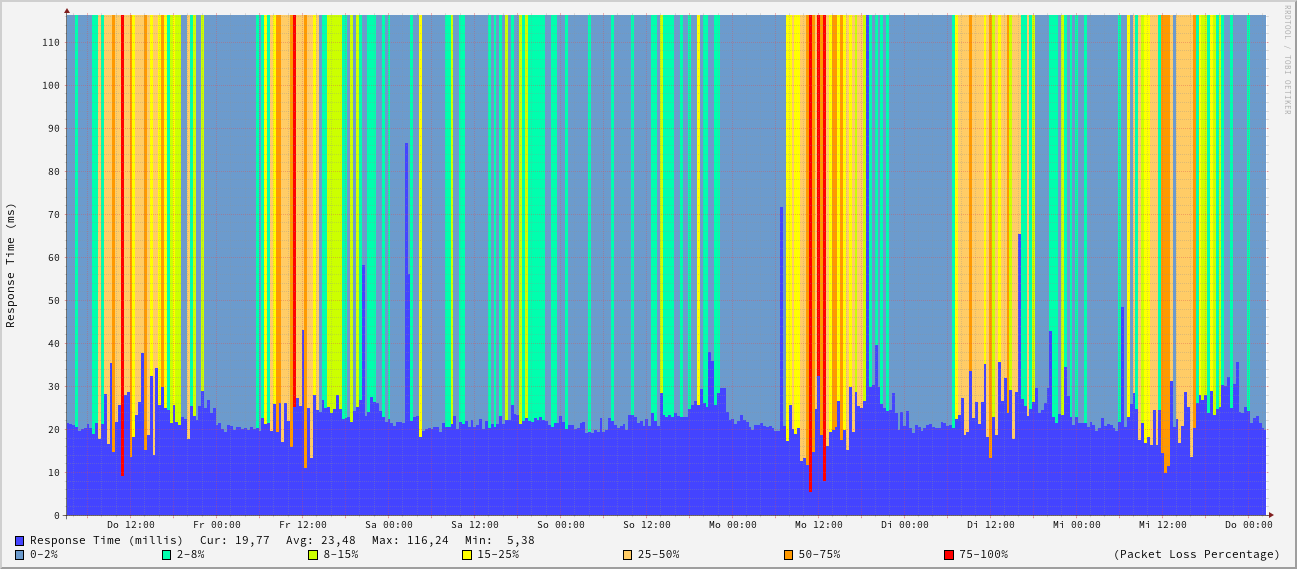 RRDTOOL / TOBI OETIKER
Response Time (ms)
110
100
90
80
70
60
50
40
30
20
10
0
Do 12:00 Fr 00:00 Fr 12:00 Sa 00:00 Sa 12:00 So 00:00 So 12:00 Mo 00:00 Mo 12:00 Di 00:00 Di 12:00 Mi 00:00 Mi 12:00 Do 00:00
Response Time (millis) Cur: 19,77 Avg: 23,48 Max: 116,24 Min: 5,38
0-2% 2-8% 8-15% 15-25% 25-50% 50-75% 75-100% (Packet Loss Percentage)